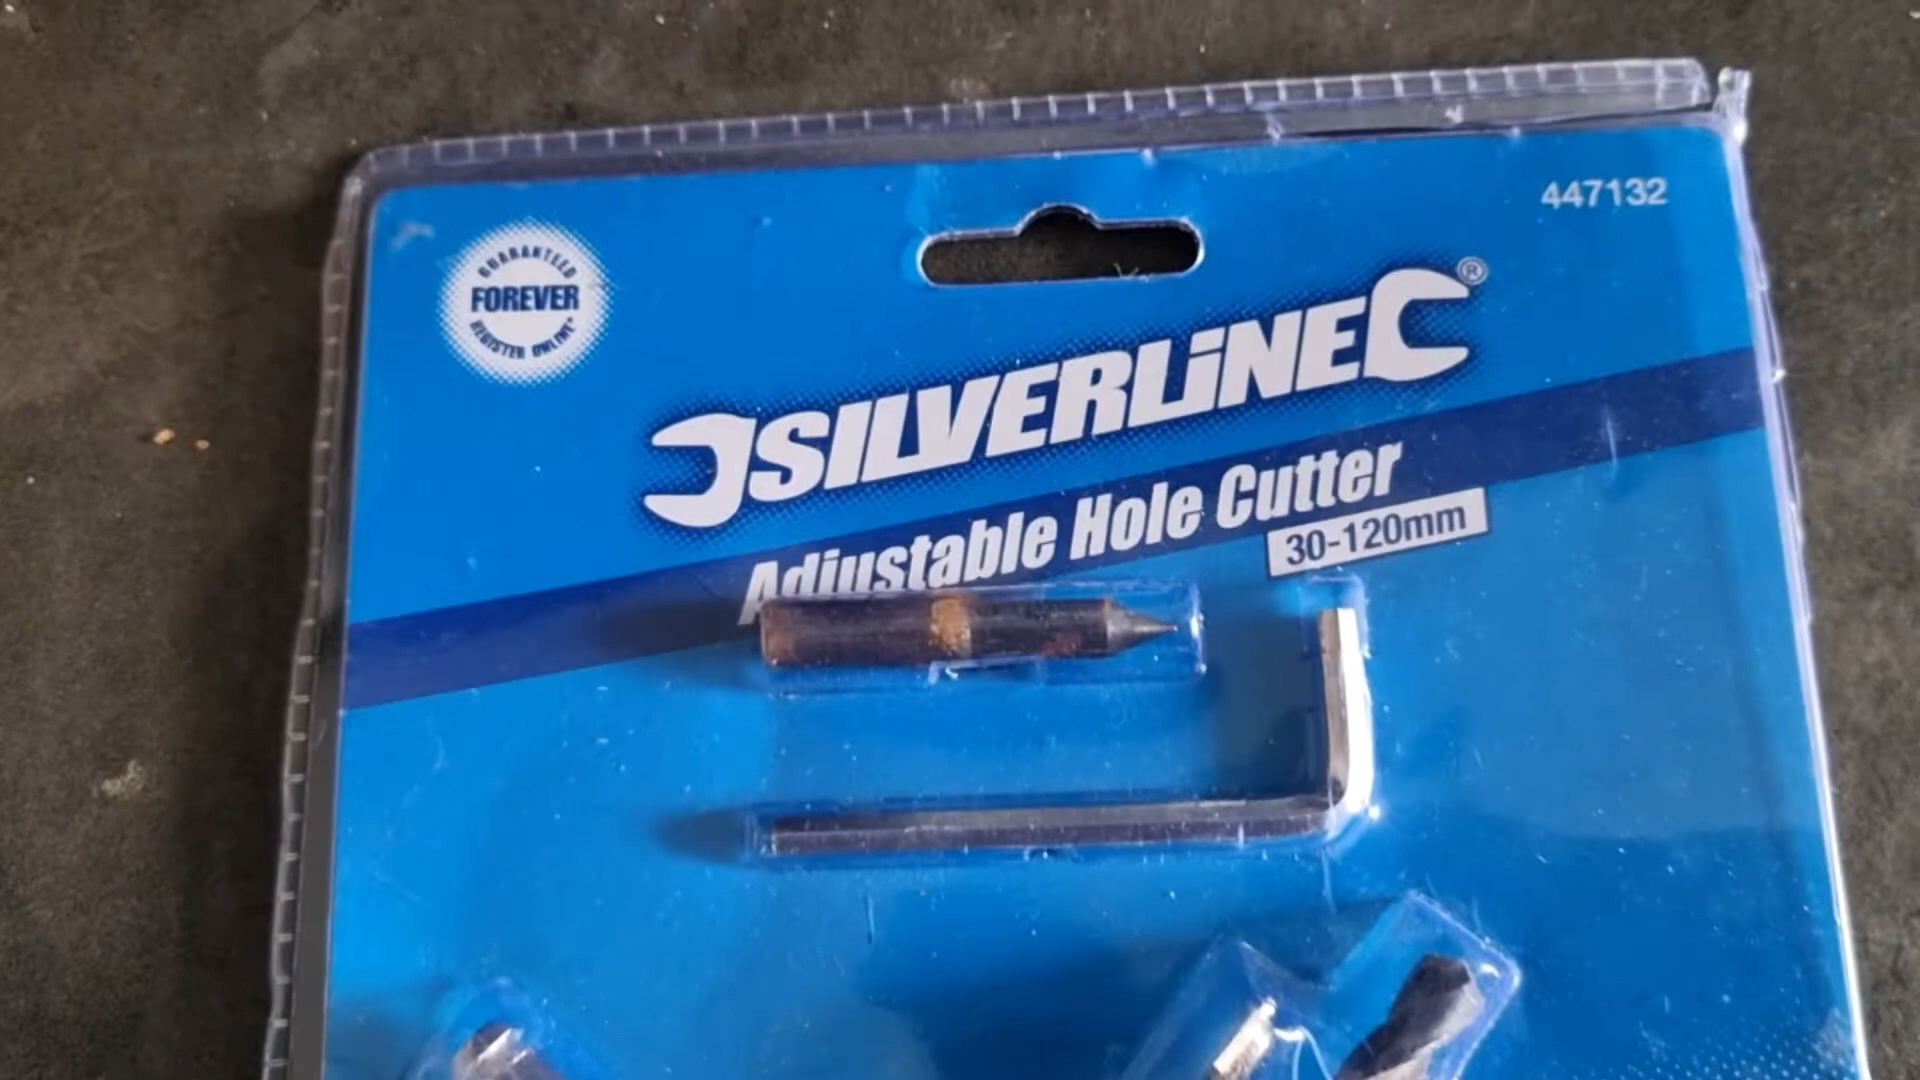 447132
GUARANTEED
FOREVER
REGISTER ONLINE*
SILVERLiNE®
Adjustable Hole Cutter
30-120mm